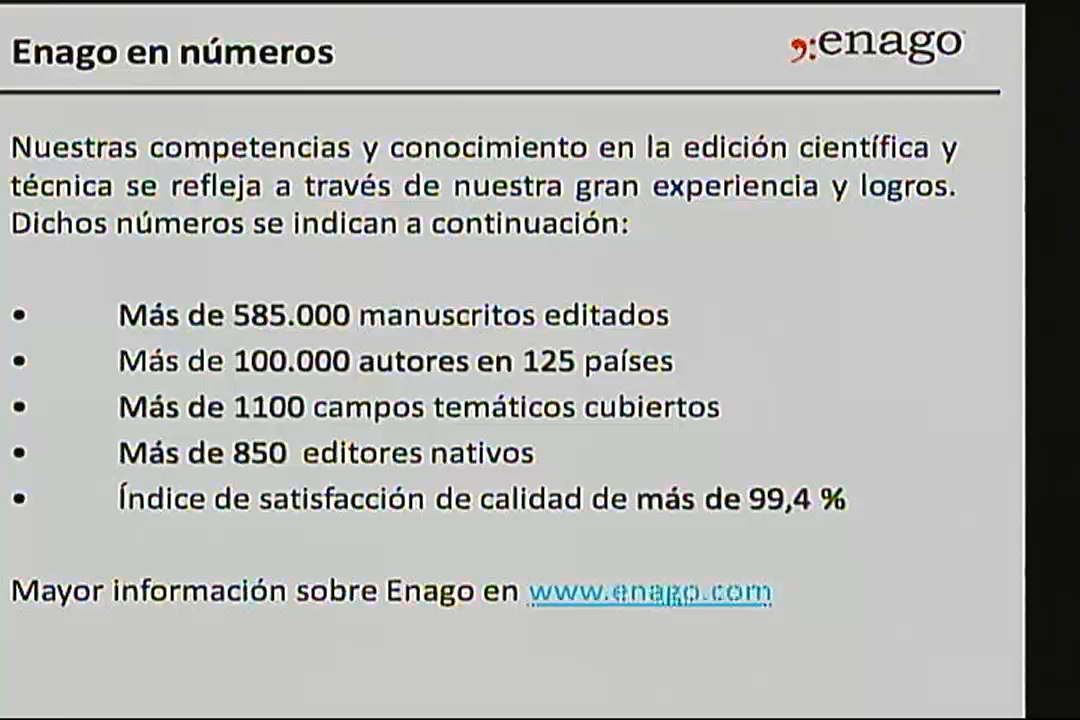 Enago en números
enago
Nuestras competencias y conocimiento en la edición científica y
técnica se refleja a través de nuestra gran experiencia y logros.
Dichos números se indican a continuación:
• Más de 585.000 manuscritos editados
• Más de 100.000 autores en 125 países
• Más de 1100 campos temáticos cubiertos
• Más de 850 editores nativos
• Índice de satisfacción de calidad de más de 99,4 %
Mayor información sobre Enago en www.enago.com